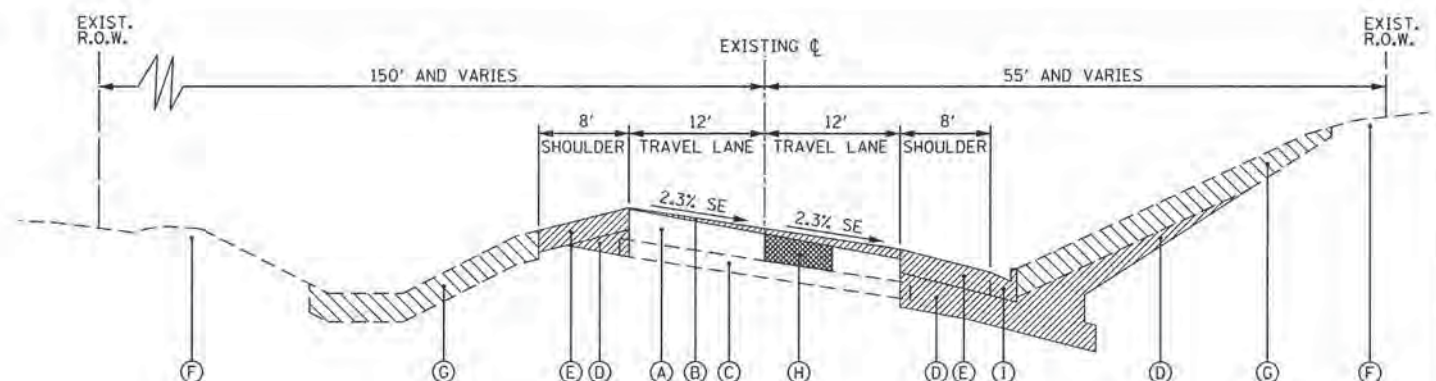 EXIST.
R.O.W.
EXISTING ℄
EXIST.
R.O.W.
150' AND VARIES
55' AND VARIES
8'
12'
12'
8'
SHOULDER
TRAVEL LANE
TRAVEL LANE
SHOULDER
2.3% SE
2.3% SE
F G E D A B C H D E I D G F